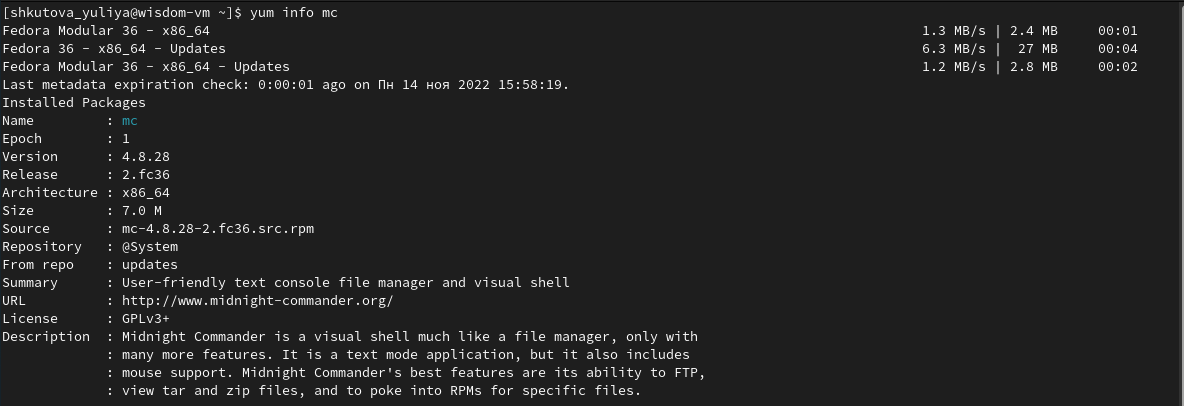 [shkutova_yuliya@wisdom-vm ~]$ yum info mc
Fedora Modular 36 - x86_64 1.3 MB/s | 2.4 MB 00:01
Fedora 36 - x86_64 - Updates 6.3 MB/s | 27 MB 00:04
Fedora Modular 36 - x86_64 - Updates 1.2 MB/s | 2.8 MB 00:02
Last metadata expiration check: 0:00:01 ago on Пн 14 ноя 2022 15:58:19.
Installed Packages
Name : mc
Epoch : 1
Version : 4.8.28
Release : 2.fc36
Architecture : x86_64
Size : 7.0 M
Source : mc-4.8.28-2.fc36.src.rpm
Repository : @System
From repo : updates
Summary : User-friendly text console file manager and visual shell
URL : http://www.midnight-commander.org/
License : GPLv3+
Description : Midnight Commander is a visual shell much like a file manager, only with
: many more features. It is a text mode application, but it also includes
: mouse support. Midnight Commander's best features are its ability to FTP,
: view tar and zip files, and to poke into RPMs for specific files.